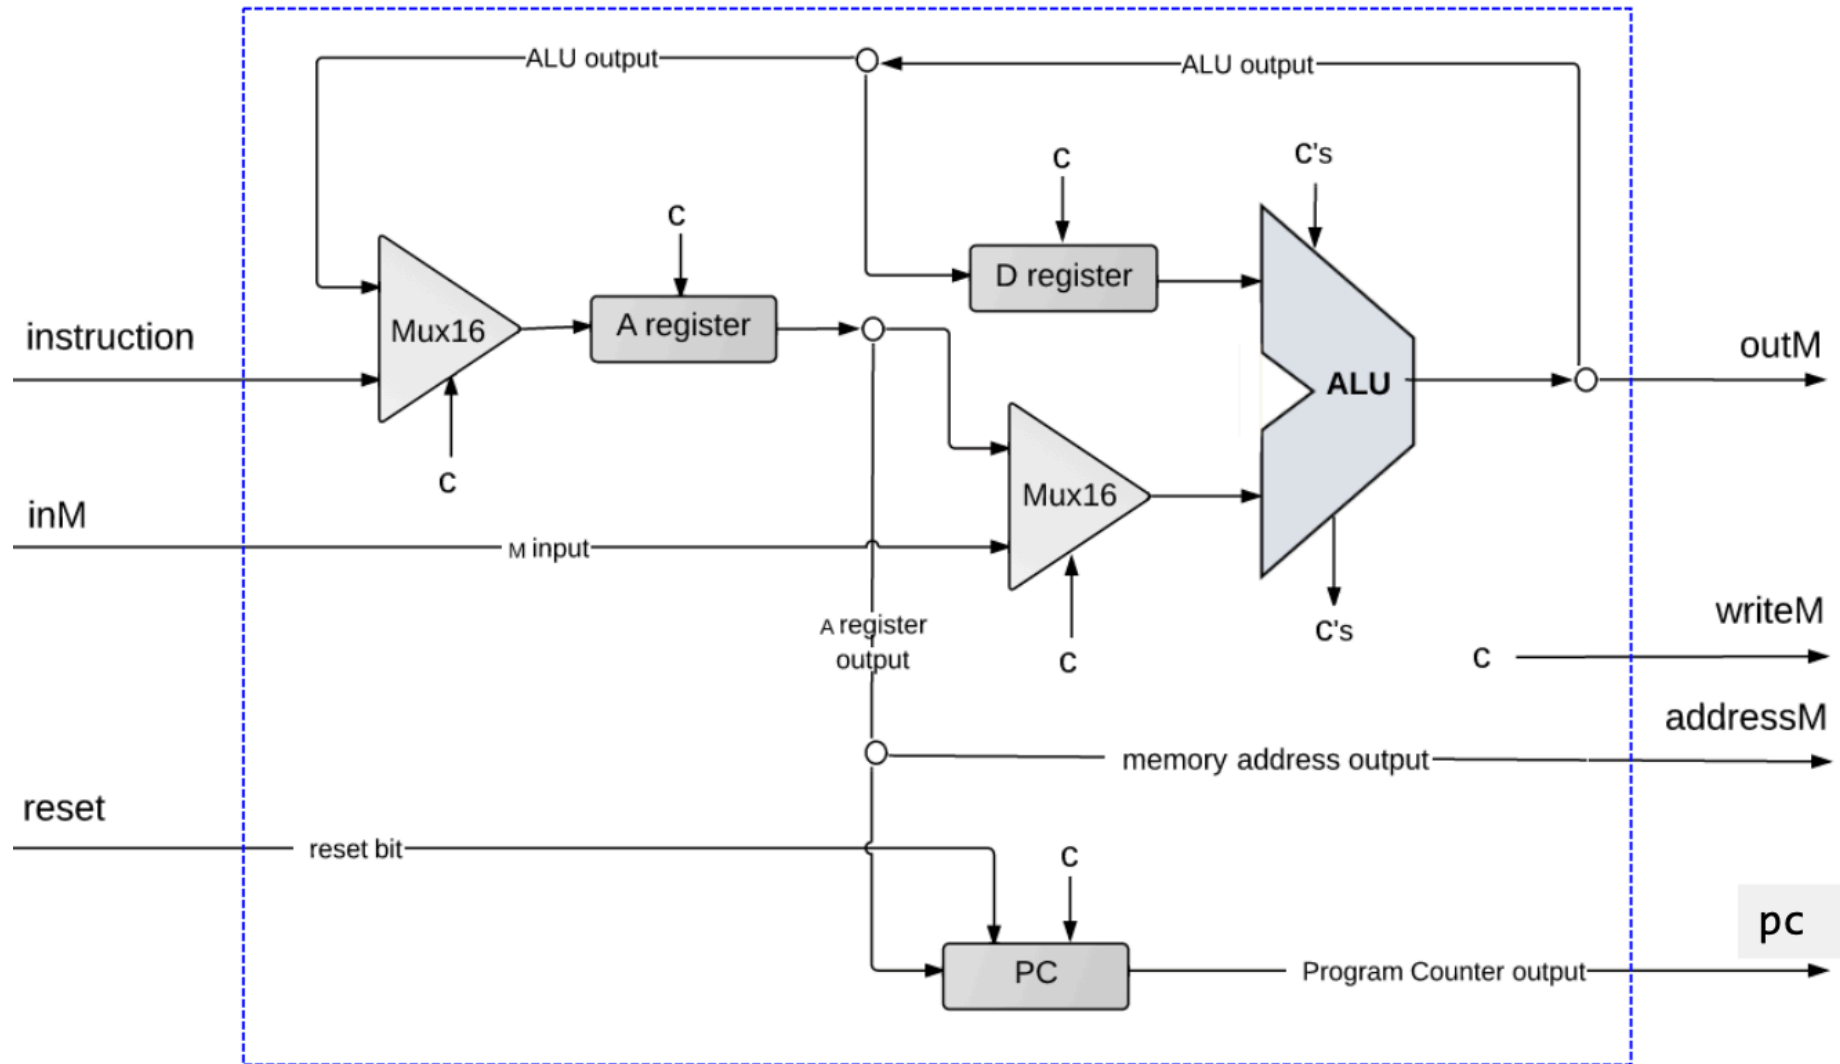 ALU output
ALU output
c
c's
c
D register
instruction
Mux16
A register
outM
ALU
c
inM
Mux16
M input
writeM
A register
output
c
c's
c
addressM
memory address output
reset
reset bit
c
pc
PC
Program Counter output